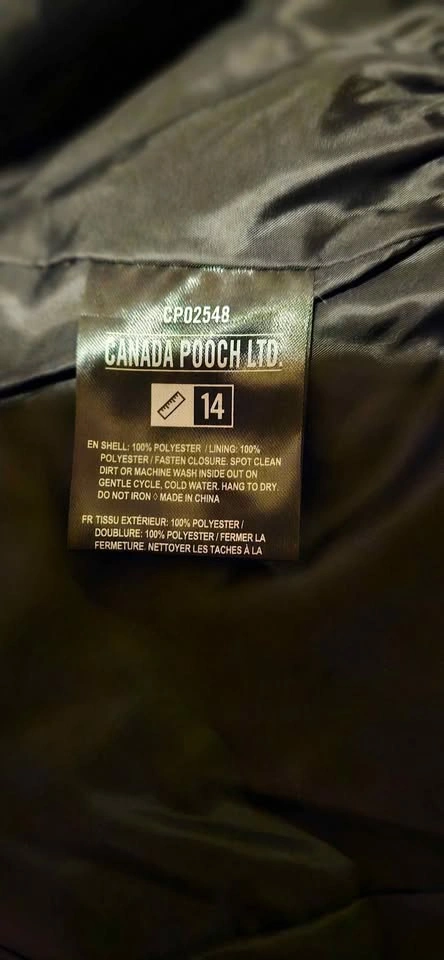 CP02548
CANADA POOCH LTD.
14
EN SHELL: 100% POLYESTER / LINING: 100%
POLYESTER / FASTEN CLOSURE. SPOT CLEAN
DIRT OR MACHINE WASH INSIDE OUT ON
GENTLE CYCLE, COLD WATER. HANG TO DRY.
DO NOT IRON ◊ MADE IN CHINA
FR TISSU EXTÉRIEUR: 100% POLYESTER /
DOUBLURE: 100% POLYESTER / FERMER LA
FERMETURE. NETTOYER LES TACHES À LA